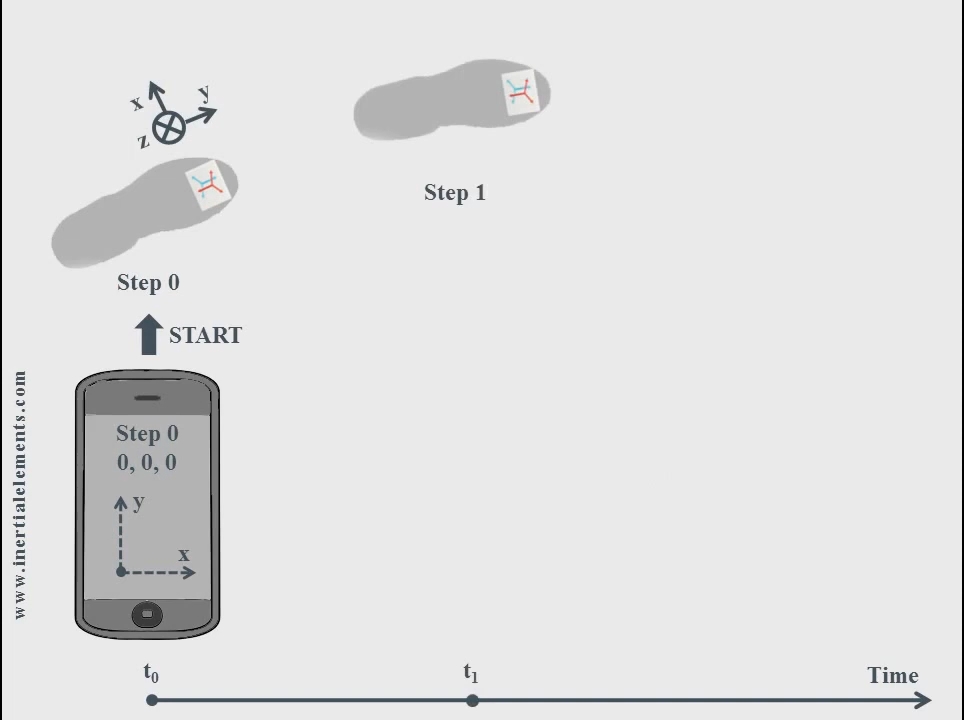 x
y
z
Step 1
Step 0
START
Step 0
0, 0, 0
y
x
www.inertialelements.com
t0
t1
Time